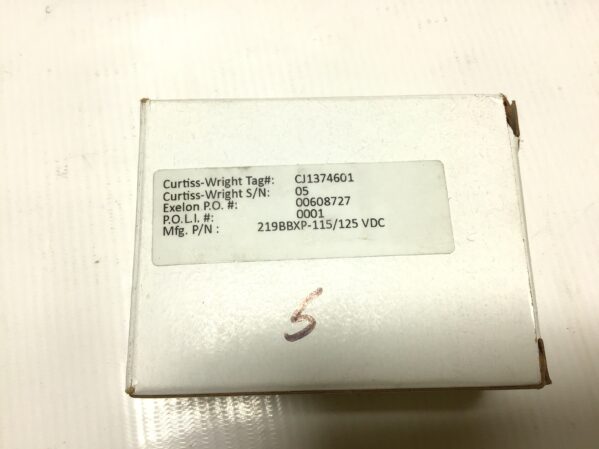 Curtiss-Wright Tag#: CJ1374601
Curtiss-Wright S/N: 05
Exelon P.O. #: 00608727
P.O.L.I. #: 0001
Mfg. P/N : 219BBXP-115/125 VDC
5